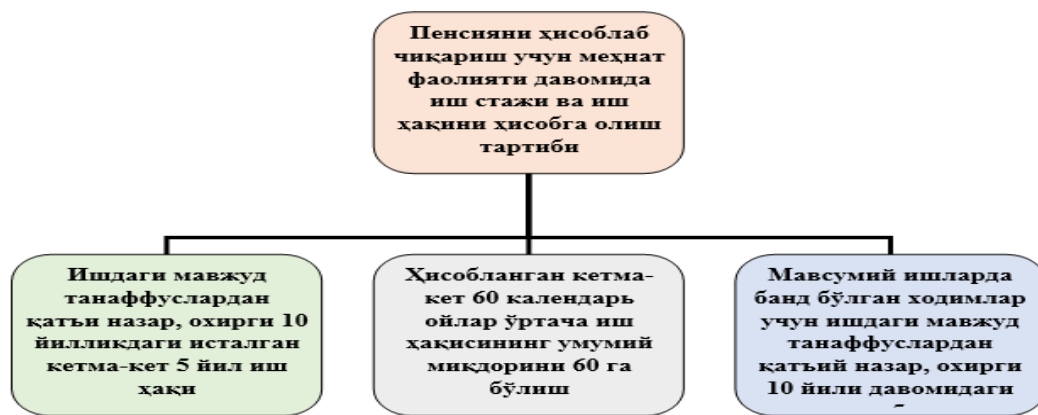 Пенсияни ҳисоблаб
чиқариш учун меҳнат
фаолияти давомида
иш стажи ва иш
ҳақини ҳисобга олиш
тартиби
Ишдаги мавжуд
танаффуслардан
қатъи назар, охирги 10
йилликдаги исталган
кетма-кет 5 йил иш
ҳақи
Ҳисобланган кетма-
кет 60 календарь
ойлар ўртача иш
ҳақисининг умумий
миқдорини 60 га
бўлиш
Мавсумий ишларда
банд бўлган ходимлар
учун ишдаги мавжуд
танаффуслардан
қатъий назар, охирги
10 йили давомидаги